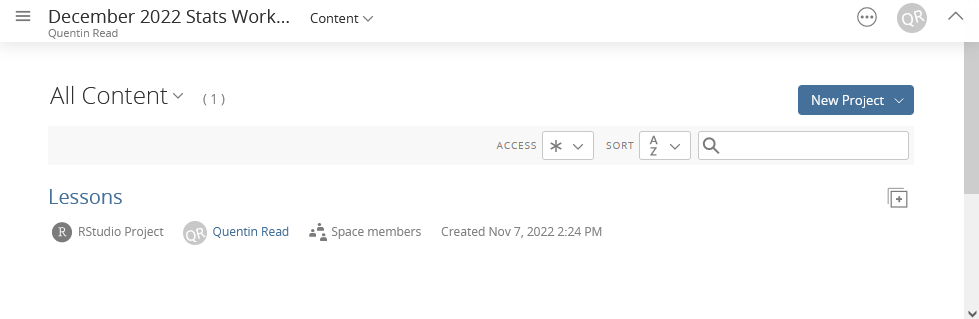 December 2022 Stats Work... Content
Quentin Read
QR
All Content ( 1 )
New Project
ACCESS * SORT A Z
Lessons
R RStudio Project QR Quentin Read Space members Created Nov 7, 2022 2:24 PM